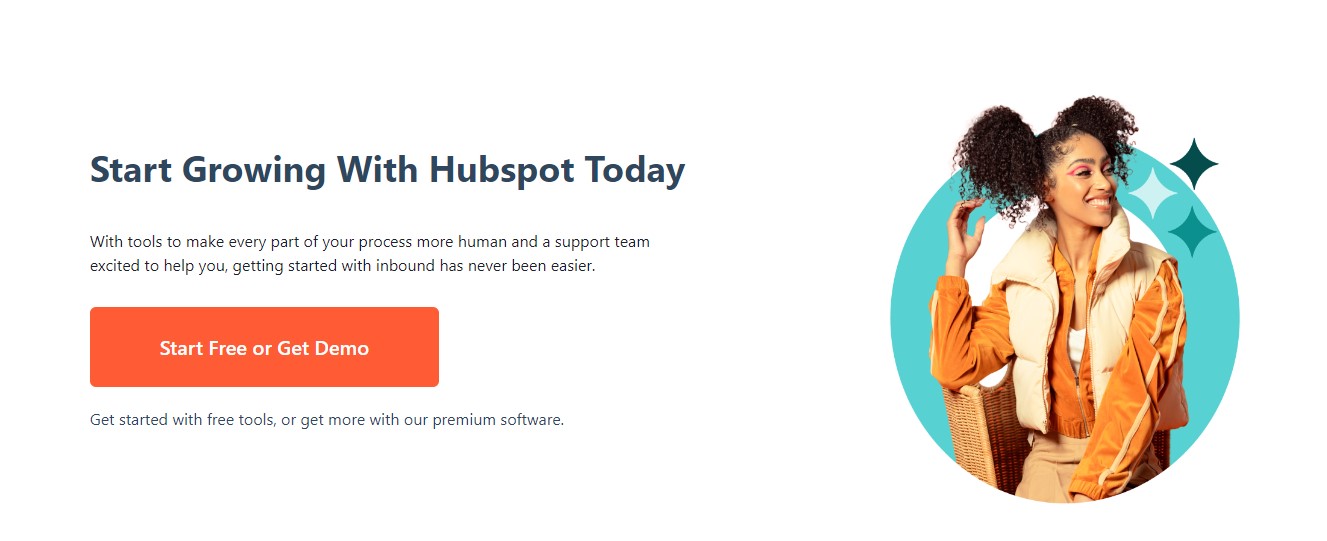 Start Growing With Hubspot Today
With tools to make every part of your process more human and a support team
excited to help you, getting started with inbound has never been easier.
Start Free or Get Demo
Get started with free tools, or get more with our premium software.